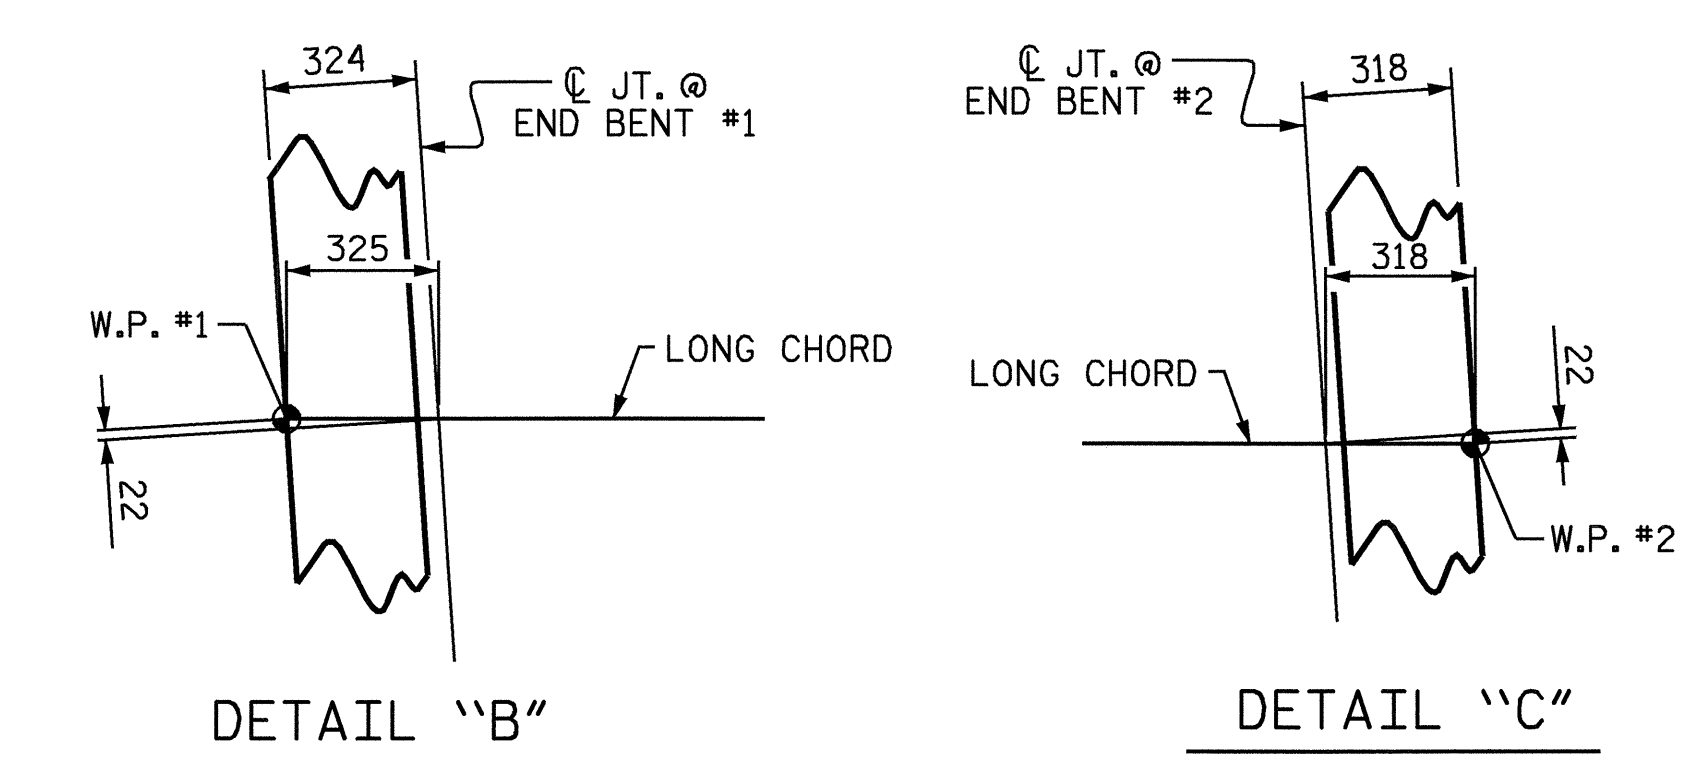 324
℄ JT. @
END BENT #1
325
W.P. #1
LONG CHORD
22
DETAIL "B"
℄ JT. @
END BENT #2
318
318
LONG CHORD
22
W.P. #2
DETAIL "C"